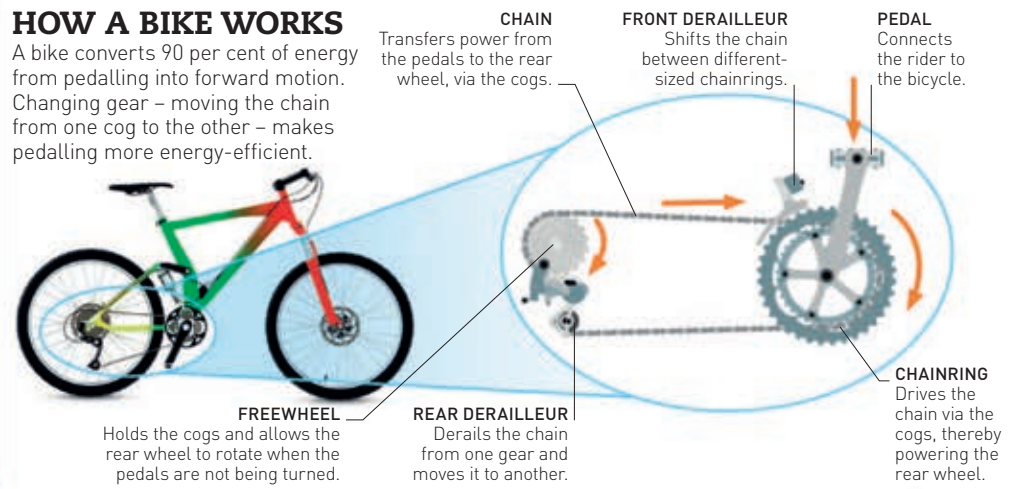 HOW A BIKE WORKS
A bike converts 90 per cent of energy
from pedalling into forward motion.
Changing gear – moving the chain
from one cog to the other – makes
pedalling more energy-efficient.
CHAIN
Transfers power from
the pedals to the rear
wheel, via the cogs.
FRONT DERAILLEUR
Shifts the chain
between different-
sized chainrings.
PEDAL
Connects
the rider to
the bicycle.
FREEWHEEL
Holds the cogs and allows the
rear wheel to rotate when the
pedals are not being turned.
REAR DERAILLEUR
Derails the chain
from one gear and
moves it to another.
CHAINRING
Drives the
chain via the
cogs, thereby
powering the
rear wheel.